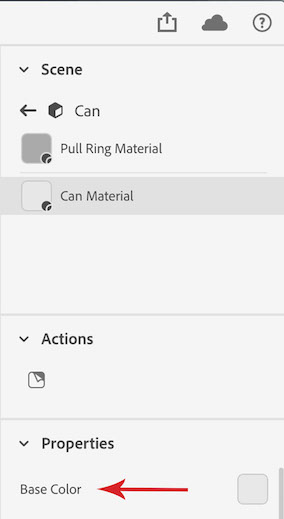 Scene
Can
Pull Ring Material
Can Material
Actions
Properties
Base Color